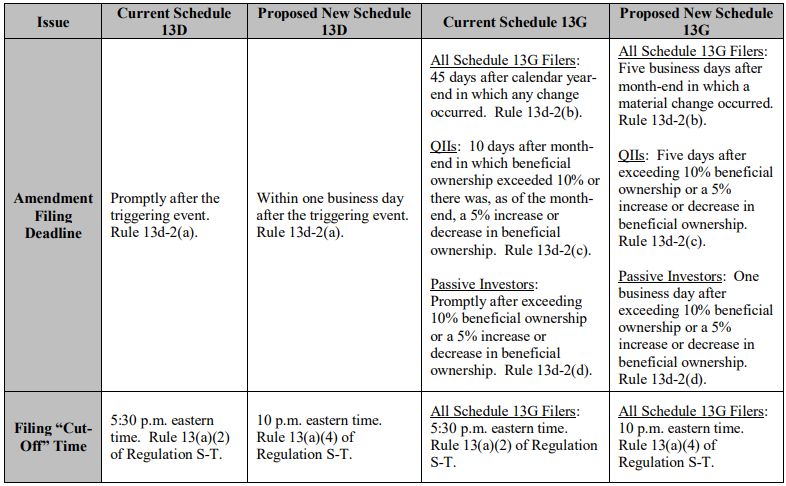 Issue
Current Schedule
13D
Proposed New Schedule
13D
Current Schedule 13G
Proposed New Schedule
13G
Amendment
Filing
Deadline
Promptly after the
triggering event.
Rule 13d-2(a).
Within one business day
after the triggering event.
Rule 13d-2(a).
All Schedule 13G Filers:
45 days after calendar year-
end in which any change
occurred.  Rule 13d-2(b).
QIIs:  10 days after month-
end in which beneficial
ownership exceeded 10% or
there was, as of the month-
end, a 5% increase or
decrease in beneficial
ownership.  Rule 13d-2(c).
Passive Investors:
Promptly after exceeding
10% beneficial ownership
or a 5% increase or
decrease in beneficial
ownership.  Rule 13d-2(d).
All Schedule 13G Filers:
Five business days after
month-end in which a
material change occurred.
Rule 13d-2(b).
QIIs:  Five days after
exceeding 10% beneficial
ownership or a 5%
increase or decrease in
beneficial ownership.
Rule 13d-2(c).
Passive Investors:  One
business day after
exceeding 10% beneficial
ownership or a 5%
increase or decrease in
beneficial ownership.
Rule 13d-2(d).
Filing “Cut-
Off” Time
5:30 p.m. eastern
time.  Rule 13(a)(2)
of Regulation S-T.
10 p.m. eastern time.
Rule 13(a)(4) of
Regulation S-T.
All Schedule 13G Filers:
5:30 p.m. eastern time.
Rule 13(a)(2) of Regulation
S-T.
All Schedule 13G Filers:
10 p.m. eastern time.
Rule 13(a)(4) of
Regulation S-T.